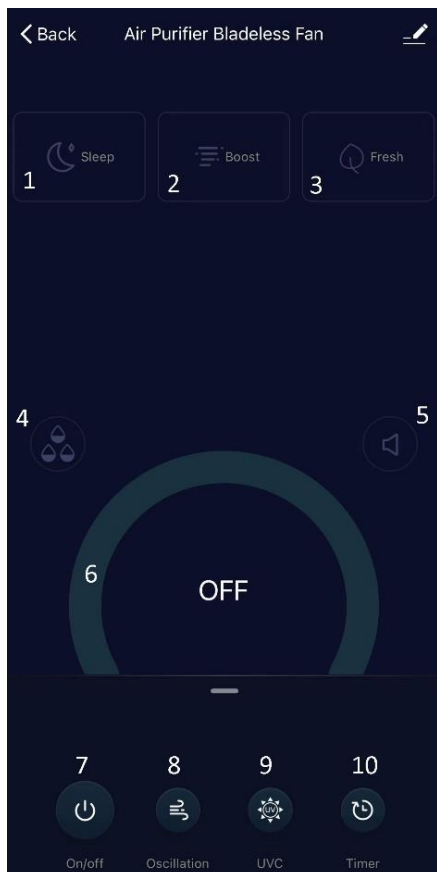 Back Air Purifier Bladeless Fan
Sleep Boost Fresh
1 2 3
4 5
6 OFF
7 8 9 10
UV
On/off Oscillation UVC Timer